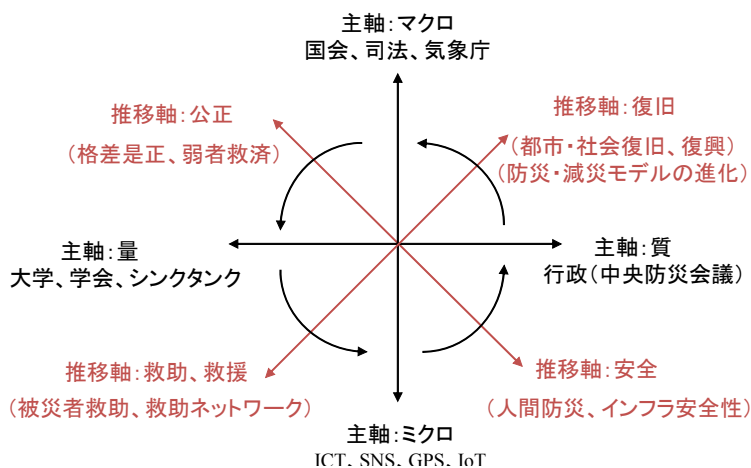 主軸:マクロ
国会、司法、気象庁
推移軸:公正
(格差是正、弱者救済)
推移軸:復旧
(都市・社会復旧、復興)
(防災・減災モデルの進化)
主軸:量
大学、学会、シンクタンク
主軸:質
行政(中央防災会議)
推移軸:救助、救援
(被災者救助、救助ネットワーク)
推移軸:安全
(人間防災、インフラ安全性)
主軸:ミクロ
ICT、SNS、GPS、IoT